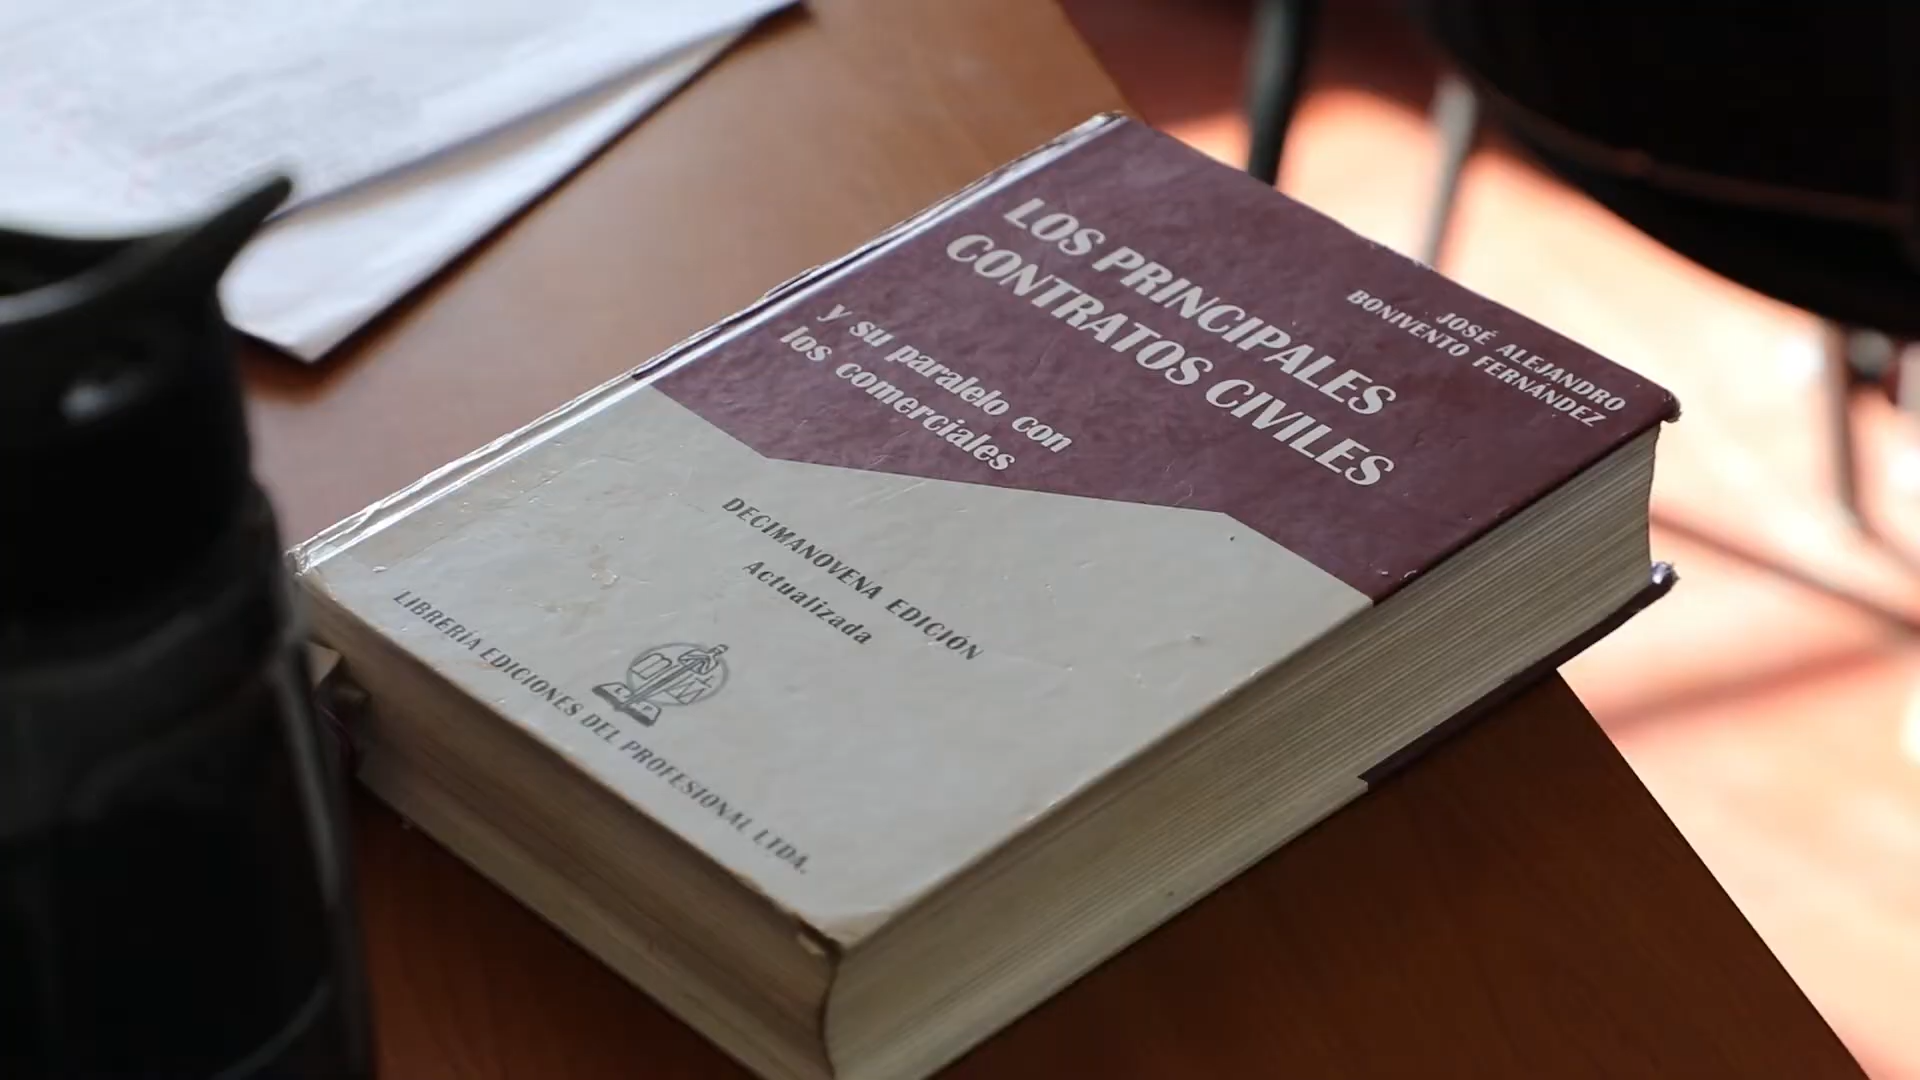 JOSÉ ALEJANDRO
BONIVENTO FERNÁNDEZ
LOS PRINCIPALES
CONTRATOS CIVILES
y su paralelo con
los comerciales
DECIMANOVENA EDICIÓN
Actualizada
LIBRERÍA EDICIONES DEL PROFESIONAL LTDA.